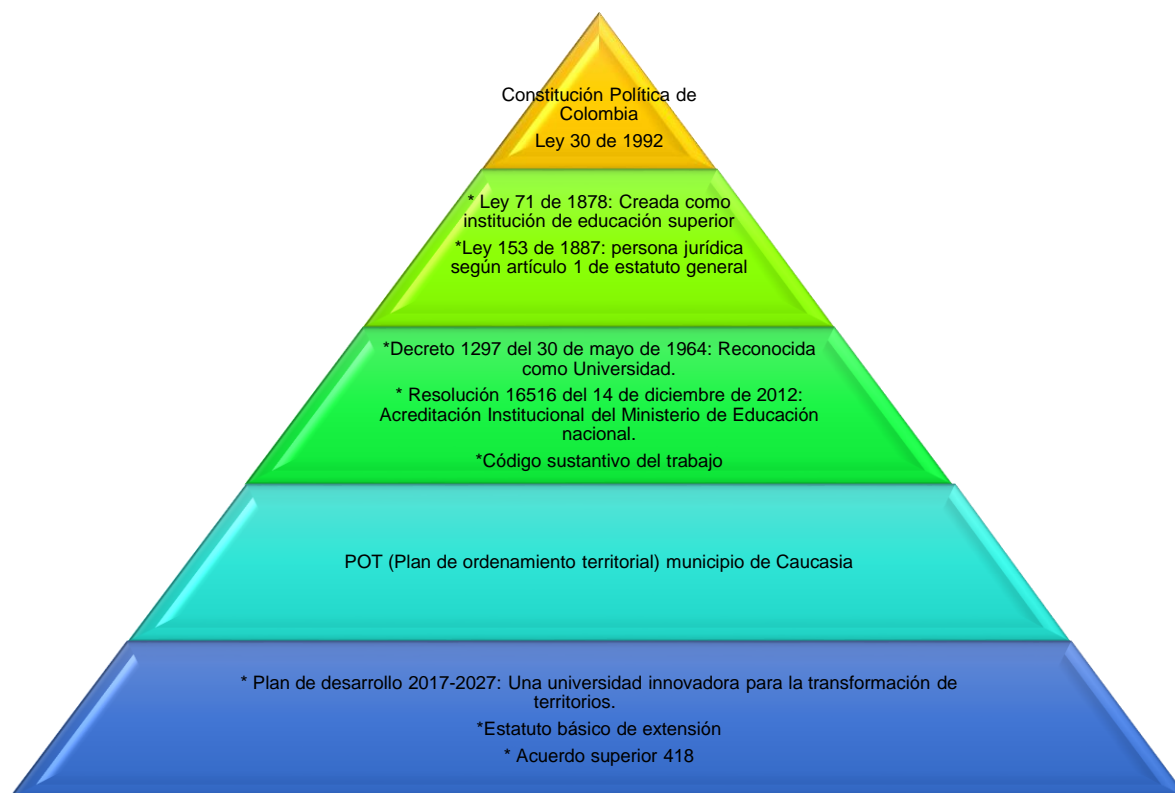 Constitución Política de
Colombia
Ley 30 de 1992
* Ley 71 de 1878: Creada como
institución de educación superior
*Ley 153 de 1887: persona jurídica
según artículo 1 de estatuto general
*Decreto 1297 del 30 de mayo de 1964: Reconocida
como Universidad.
* Resolución 16516 del 14 de diciembre de 2012:
Acreditación Institucional del Ministerio de Educación
nacional.
*Código sustantivo del trabajo
POT (Plan de ordenamiento territorial) municipio de Caucasia
* Plan de desarrollo 2017-2027: Una universidad innovadora para la transformación de
territorios.
*Estatuto básico de extensión
* Acuerdo superior 418